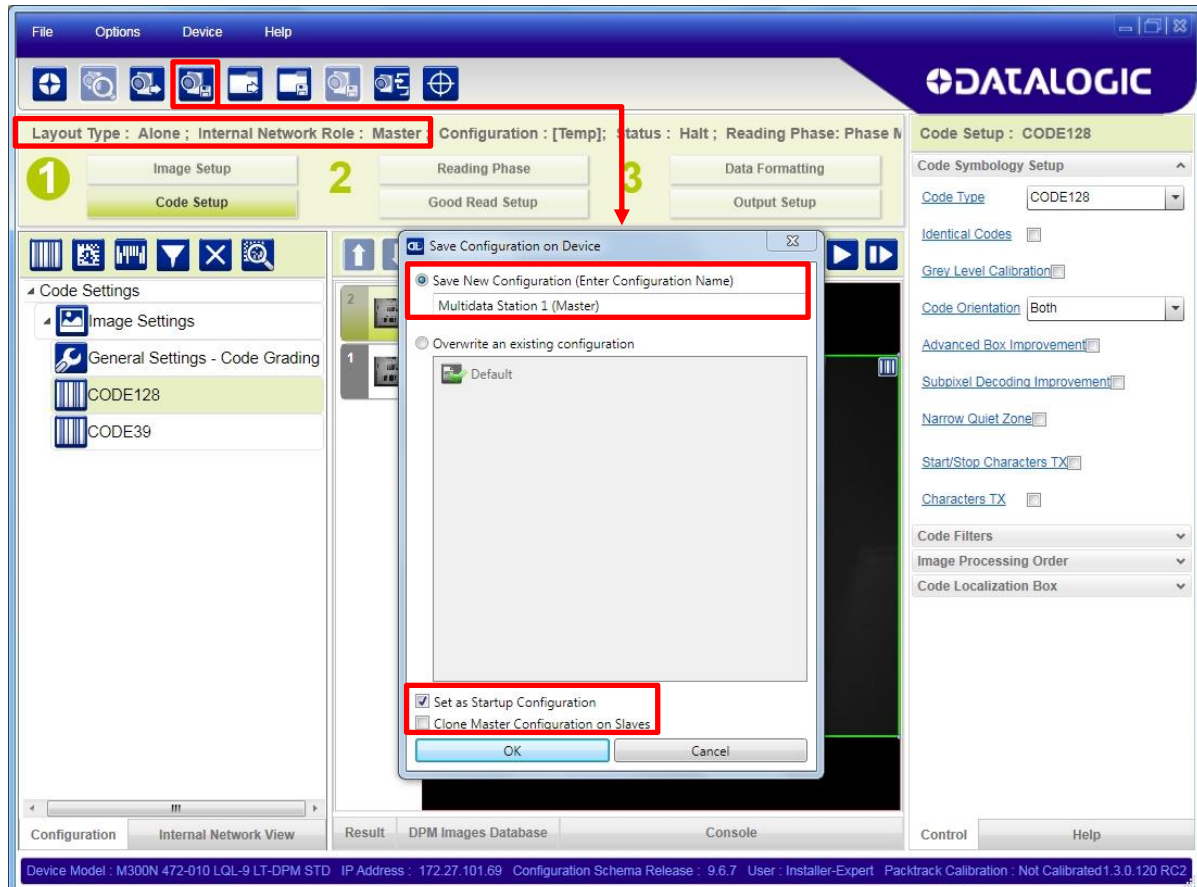 File Options Device Help
DATALOGIC
Layout Type : Alone ; Internal Network Role : Master ; Configuration : [Temp]; Status : Halt ; Reading Phase: Phase M
Code Setup : CODE128
1 Image Setup 2 Reading Phase 3 Data Formatting
Code Setup Good Read Setup Output Setup
Code Symbology Setup
Code Type CODE128
Identical Codes
Grey Level Calibration
Code Orientation Both
Advanced Box Improvement
Subpixel Decoding Improvement
Narrow Quiet Zone
Start/Stop Characters TX
Characters TX
Code Filters
Image Processing Order
Code Localization Box
Code Settings
Image Settings
General Settings - Code Grading
CODE128
CODE39
2
1
Save Configuration on Device
Save New Configuration (Enter Configuration Name)
Multidata Station 1 (Master)
Overwrite an existing configuration
Default
Set as Startup Configuration
Clone Master Configuration on Slaves
OK Cancel
Configuration Internal Network View Result DPM Images Database Console Control Help
Device Model : M300N 472-010 LQL-9 LT-DPM STD IP Address : 172.27.101.69 Configuration Schema Release : 9.6.7 User : Installer-Expert Packtrack Calibration : Not Calibrated 1.3.0.120 RC2